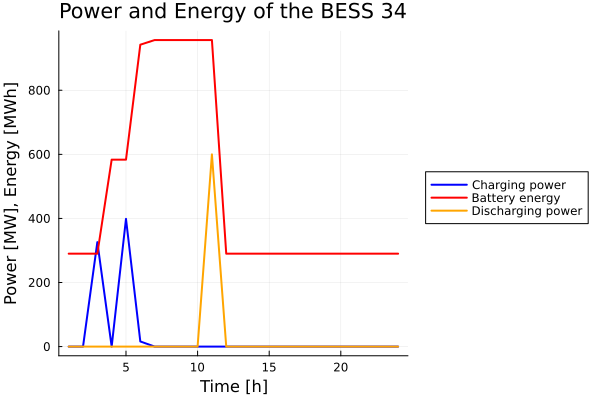 Power and Energy of the BESS 34
Power [MW], Energy [MWh]
800
600
400
200
0
5
10
15
20
Time [h]
Charging power
Battery energy
Discharging power